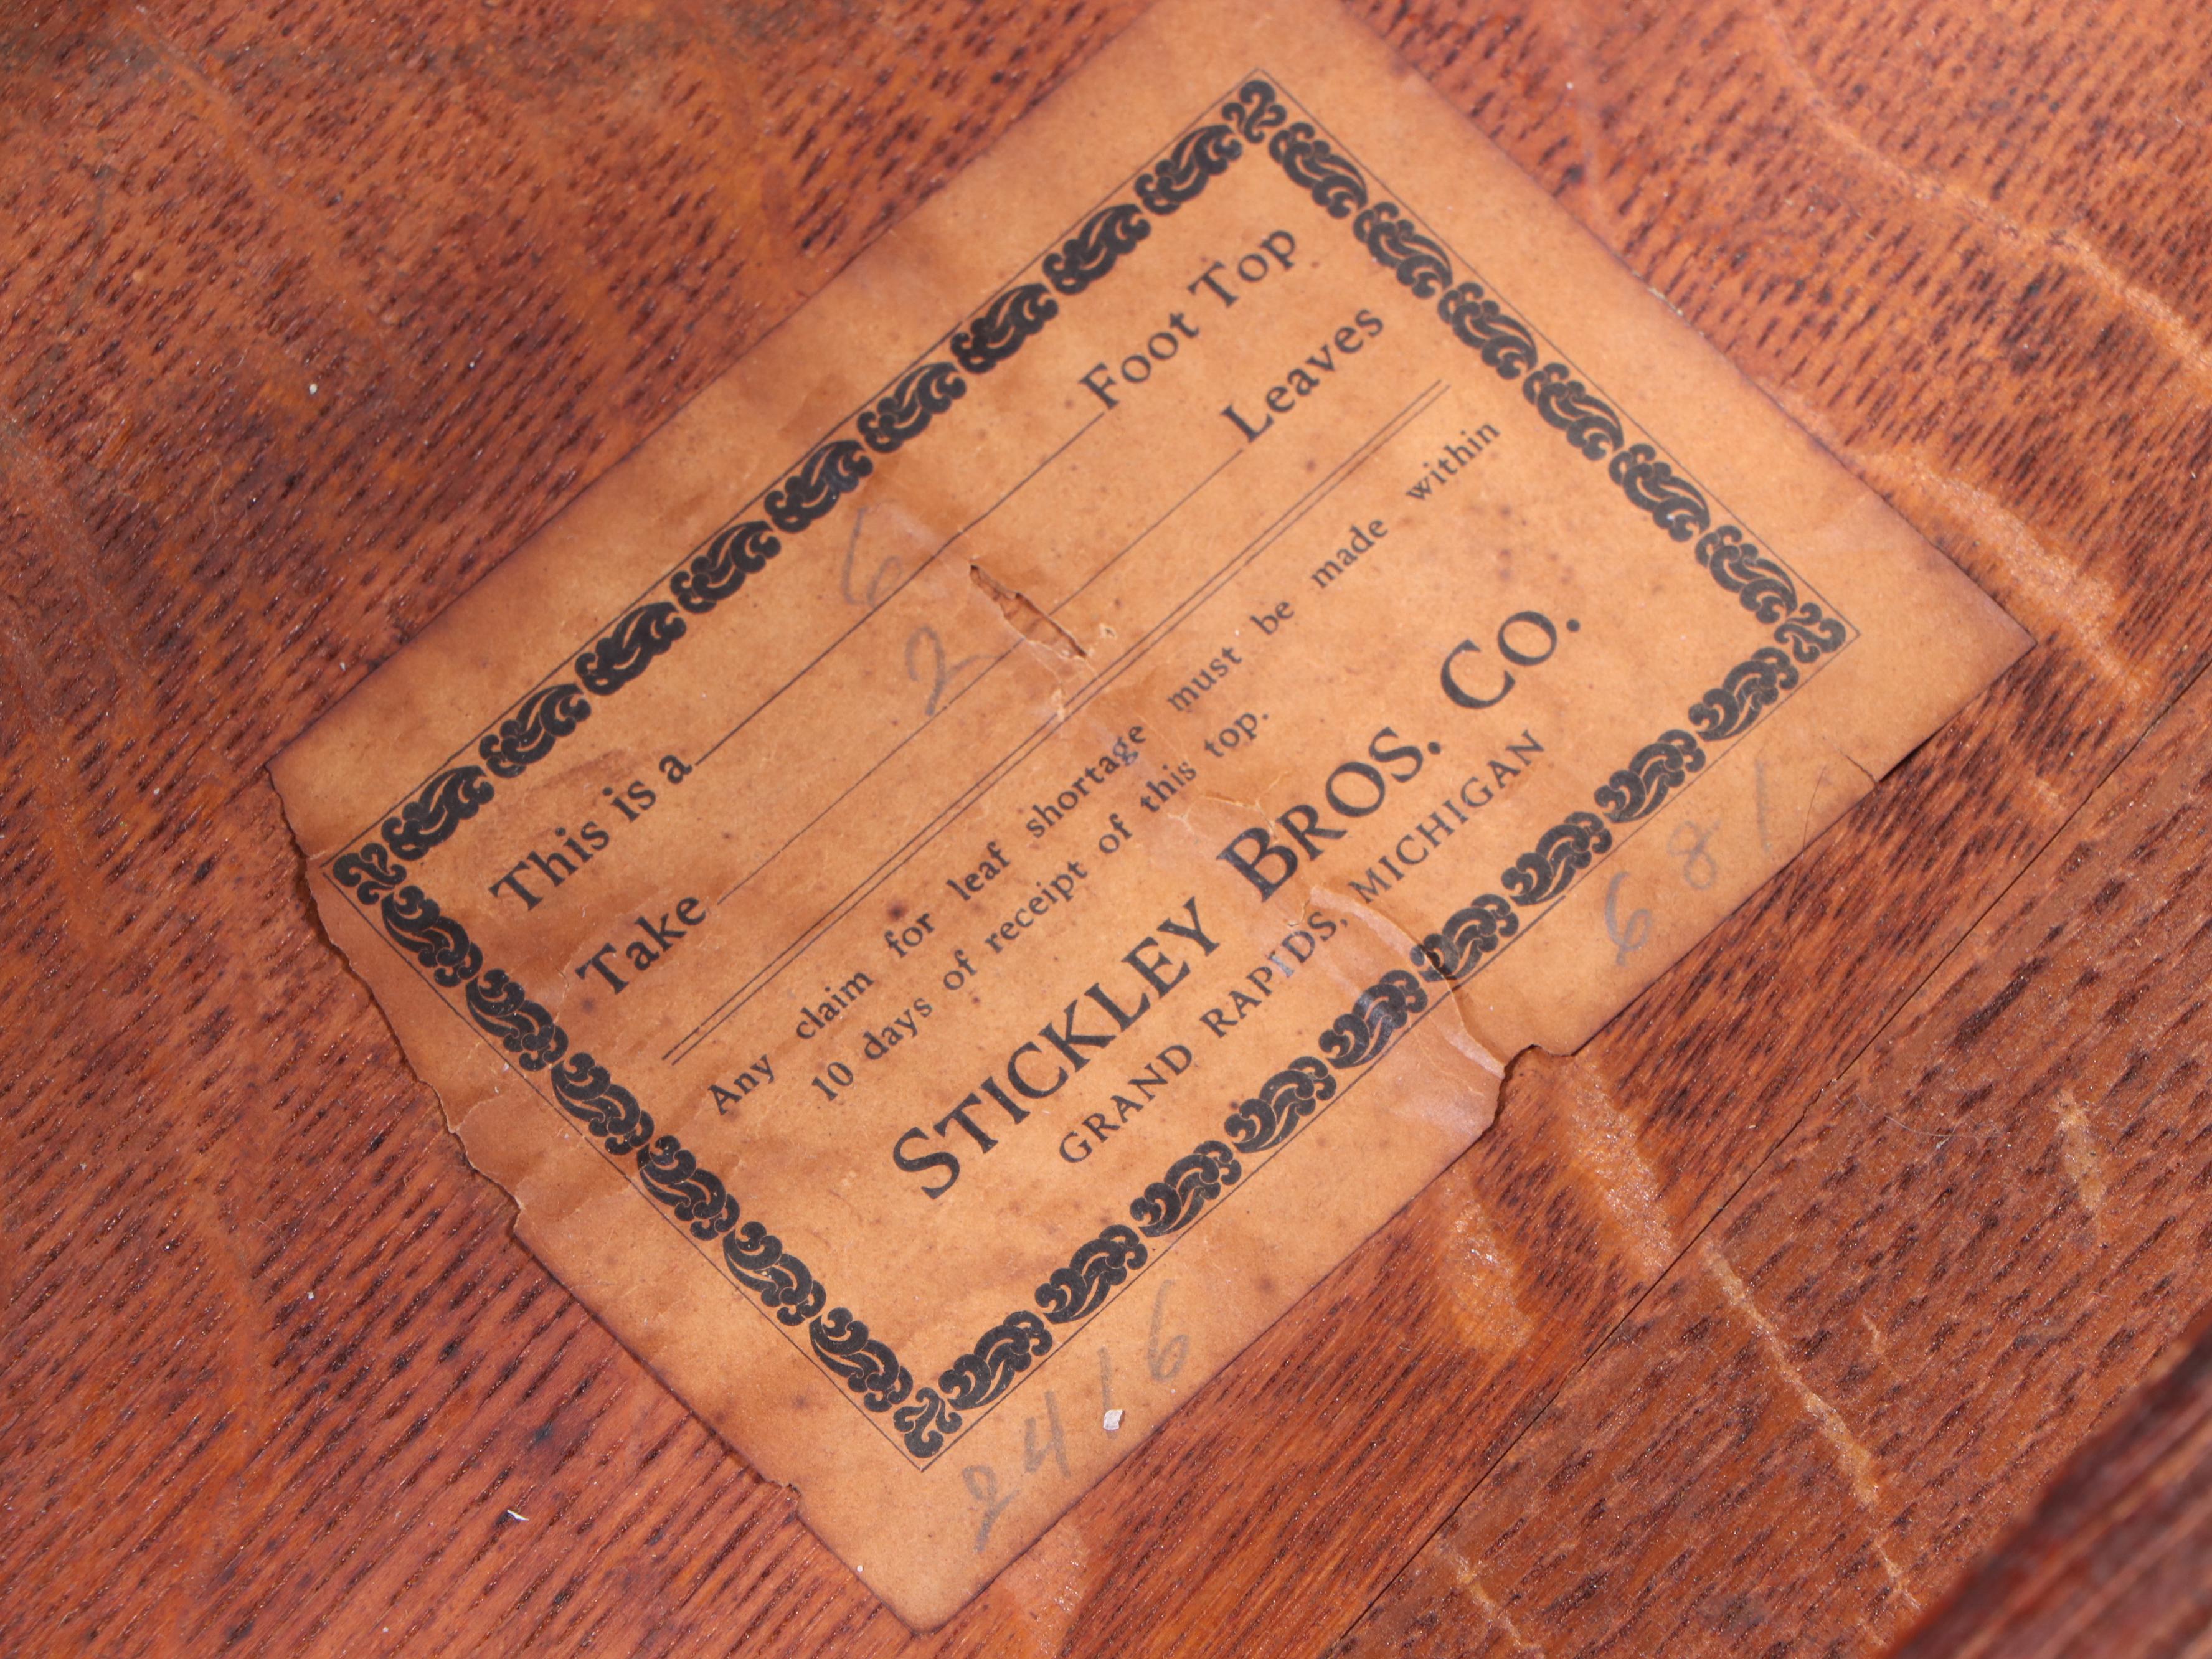 This is a 6 Foot Top
Take 2 Leaves
Any claim for leaf shortage must be made within
10 days of receipt of this top.
STICKLEY BROS. CO.
GRAND RAPIDS, MICHIGAN
2416 681